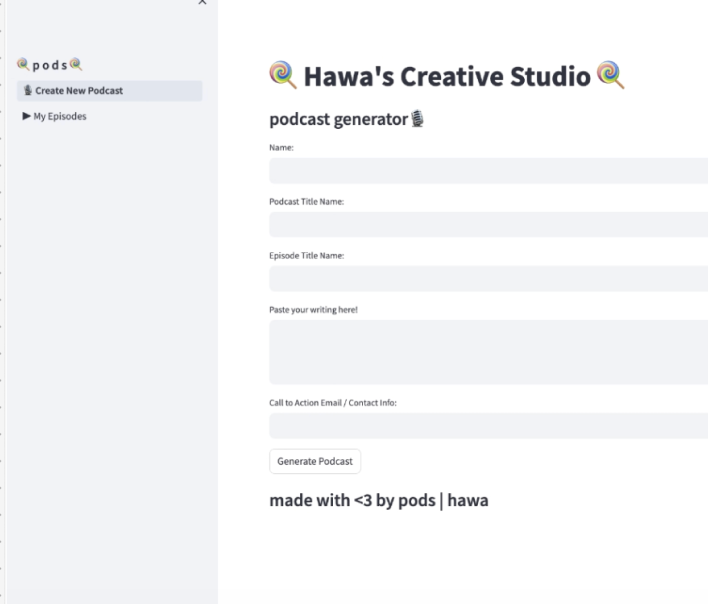 🍭 p o d s 🍭
🎙️ Create New Podcast
▶ My Episodes
🍭 Hawa's Creative Studio 🍭
podcast generator🎙️
Name:
Podcast Title Name:
Episode Title Name:
Paste your writing here!
Call to Action Email / Contact Info:
Generate Podcast
made with <3 by pods | hawa